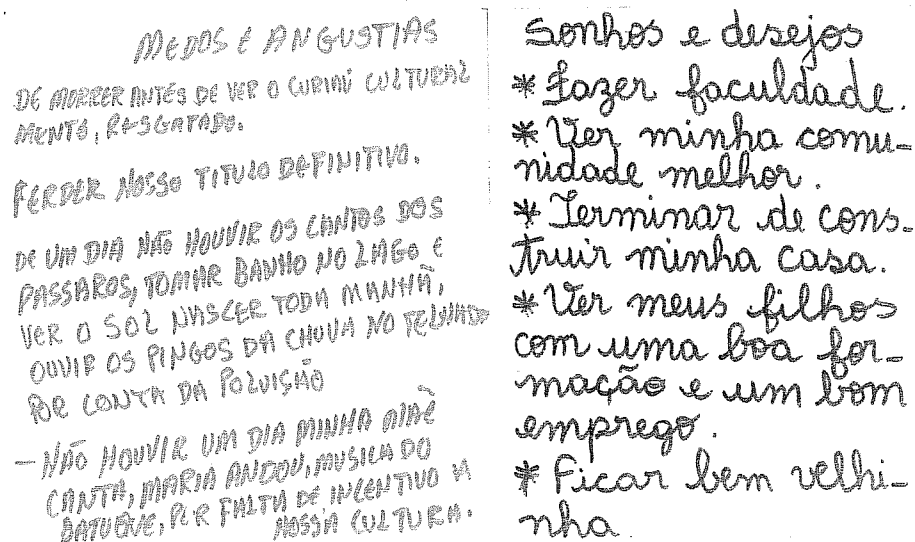 MEDOS E ANGUSTIAS
DE MORRER ANTES DE VER O CURIAÚ CULTURAL
MENTE, RESGATADO.
PERDER NOSSO TITULO DEFINITIVO.
DE UM DIA NÃO HOUVIR OS CANTOS DOS
PASSAROS, TOMAR BANHO NO LAGO E
VER O SOL NASCER TODA MANHÃ,
OUVIR OS PINGOS DA CHUVA NO TELHADO
POR CONTA DA POLUIÇÃO
— NÃO HOUVIR UM DIA MINHA MÃE
CANTA, MARIA ANDOU, MUSICA DO
BATUQUE, POR FALTA DE INCENTIVO A
NOSSA CULTURA.
Sonhos e desejos
* Fazer faculdade.
* Ver minha comu-
nidade melhor.
* Terminar de cons-
truir minha casa.
* Ver meus filhos
com uma boa for-
mação e um bom
emprego.
* Ficar bem velhi-
nha